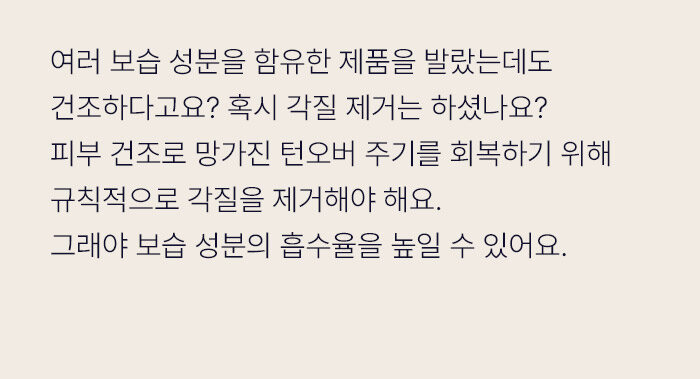 여러 보습 성분을 함유한 제품을 발랐는데도
건조하다고요? 혹시 각질 제거는 하셨나요?
피부 건조로 망가진 턴오버 주기를 회복하기 위해
규칙적으로 각질을 제거해야 해요.
그래야 보습 성분의 흡수율을 높일 수 있어요.